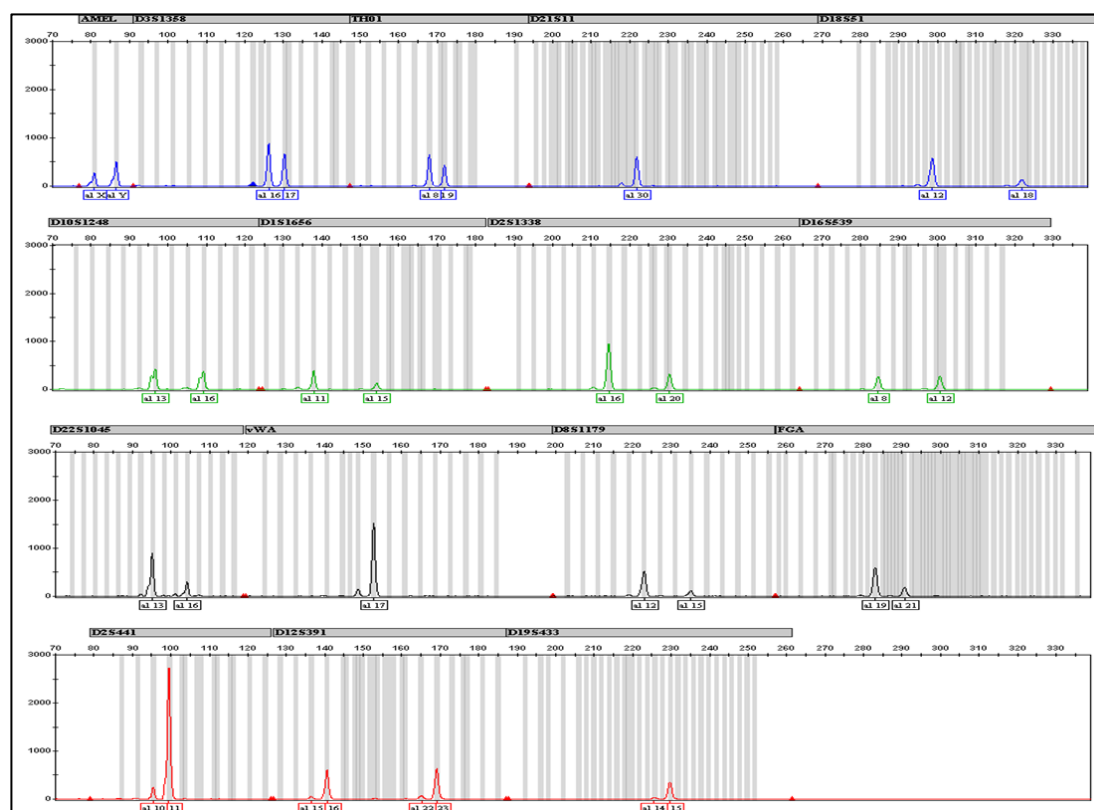 AMEL D3S1358 TH01 D21S11 D18S51
70 80 90 100 110 120 130 140 150 160 170 180 190 200 210 220 230 240 250 260 270 280 290 300 310 320 330
3000
2000
1000
0
al X al Y al 16 17 al 8 19 al 30 al 12 al 18
D10S1248 D1S1656 D2S1338 D16S539
70 80 90 100 110 120 130 140 150 160 170 180 190 200 210 220 230 240 250 260 270 280 290 300 310 320 330
3000
2000
1000
0
al 13 al 16 al 11 al 15 al 16 al 20 al 8 al 12
D22S1045 vWA D8S1179 FGA
70 80 90 100 110 120 130 140 150 160 170 180 190 200 210 220 230 240 250 260 270 280 290 300 310 320 330
3000
2000
1000
0
al 13 al 16 al 17 al 12 al 15 al 19 al 21
D2S441 D12S391 D19S433
70 80 90 100 110 120 130 140 150 160 170 180 190 200 210 220 230 240 250 260 270 280 290 300 310 320 330
3000
2000
1000
0
al 10 11 al 15 16 al 22 23 al 14 15